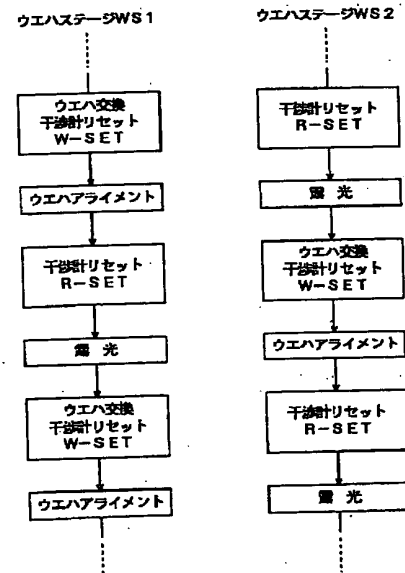 ウエハステージWS1
ウエハ交換
干渉計リセット
W-SET
ウエハアライメント
干渉計リセット
R-SET
露光
ウエハ交換
干渉計リセット
W-SET
ウエハアライメント
ウエハステージWS2
干渉計リセット
R-SET
露光
ウエハ交換
干渉計リセット
W-SET
ウエハアライメント
干渉計リセット
R-SET
露光